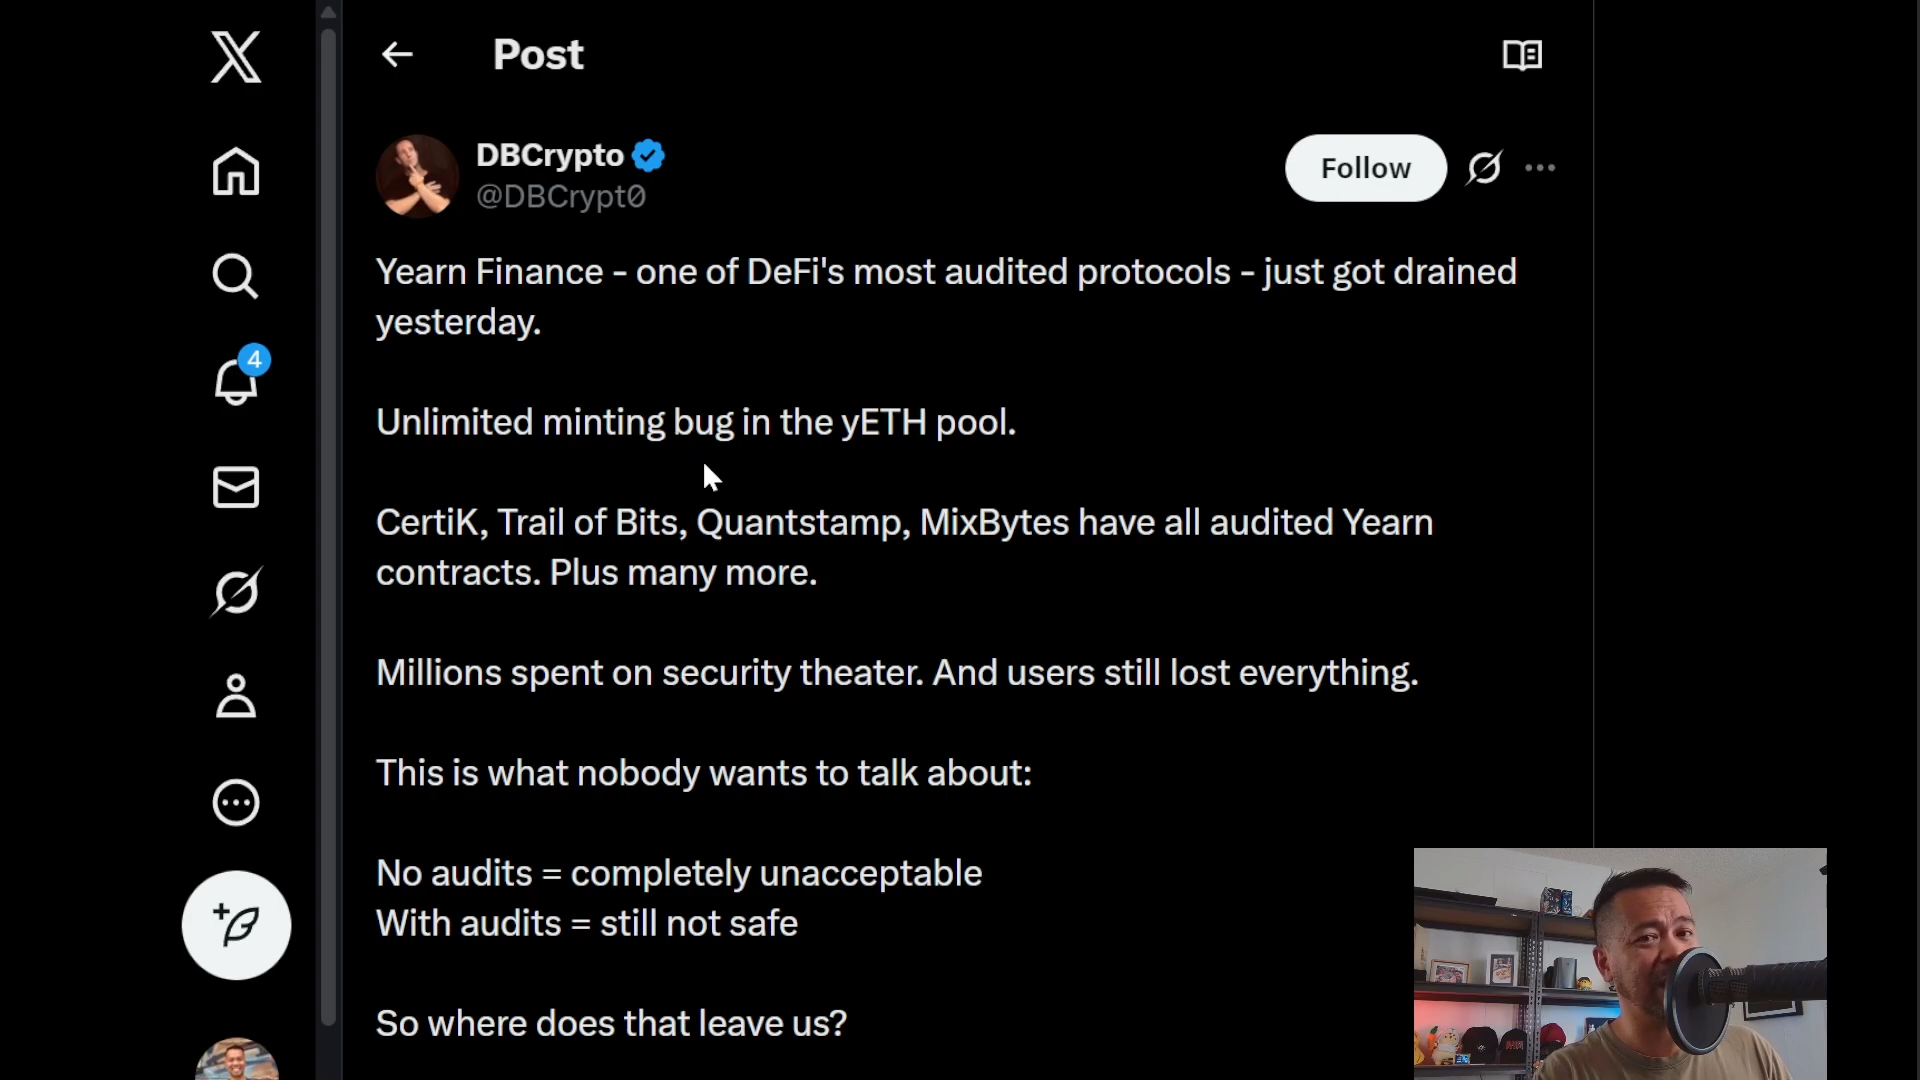 Post
DBCrypto
@DBCrypt0
Follow
Yearn Finance - one of DeFi's most audited protocols - just got drained
yesterday.
4
Unlimited minting bug in the yETH pool.
CertiK, Trail of Bits, Quantstamp, MixBytes have all audited Yearn
contracts. Plus many more.
Millions spent on security theater. And users still lost everything.
This is what nobody wants to talk about:
No audits = completely unacceptable
With audits = still not safe
So where does that leave us?